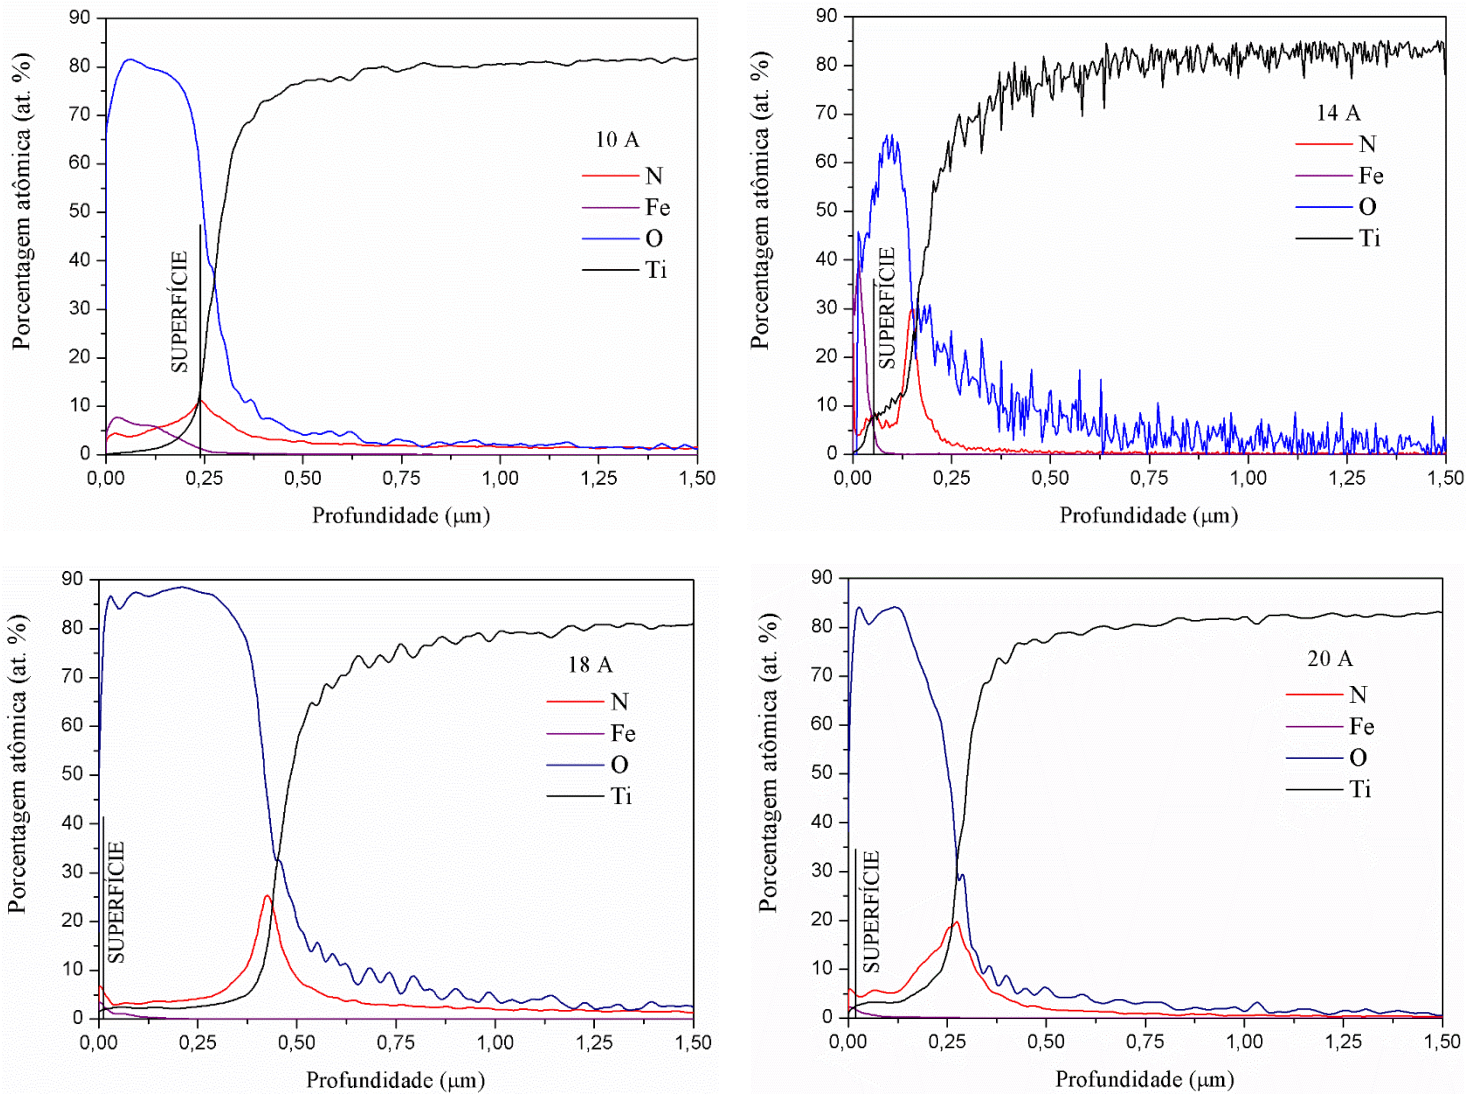 Porcentagem atômica (at. %)
90
80
70
60
50
40
30
20
10
0
10 A
N
Fe
O
Ti
SUPERFÍCIE
0,00 0,25 0,50 0,75 1,00 1,25 1,50
Profundidade (μm)
Porcentagem atômica (at. %)
90
80
70
60
50
40
30
20
10
0
14 A
N
Fe
O
Ti
SUPERFÍCIE
0,00 0,25 0,50 0,75 1,00 1,25 1,50
Profundidade (μm)
Porcentagem atômica (at. %)
90
80
70
60
50
40
30
20
10
0
18 A
N
Fe
O
Ti
SUPERFÍCIE
0,00 0,25 0,50 0,75 1,00 1,25 1,50
Profundidade (μm)
Porcentagem atômica (at. %)
90
80
70
60
50
40
30
20
10
0
20 A
N
Fe
O
Ti
SUPERFÍCIE
0,00 0,25 0,50 0,75 1,00 1,25 1,50
Profundidade (μm)